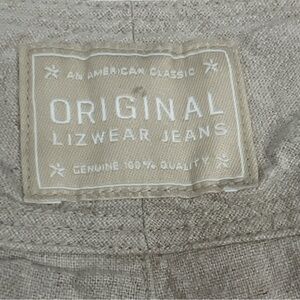 AN AMERICAN CLASSIC
ORIGINAL
LIZWEAR JEANS
GENUINE 100% QUALITY